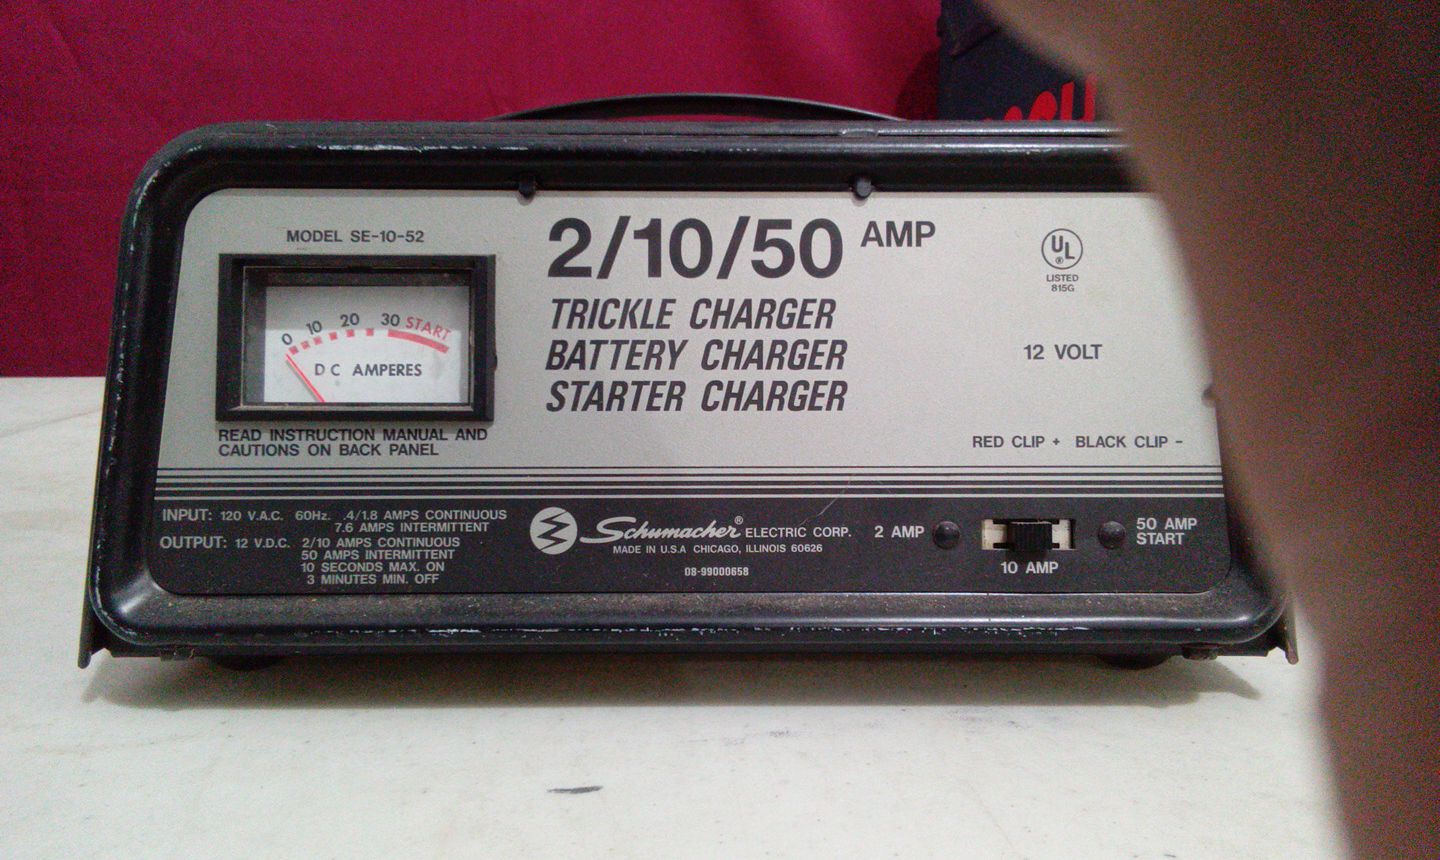 MODEL SE-10-52
0 10 20 30 START
DC AMPERES
READ INSTRUCTION MANUAL AND
CAUTIONS ON BACK PANEL
2/10/50 AMP
TRICKLE CHARGER
BATTERY CHARGER
STARTER CHARGER
UL
®
LISTED
815G
12 VOLT
RED CLIP + BLACK CLIP -
INPUT: 120 V.A.C. 60Hz. .4/1.8 AMPS CONTINUOUS
7.6 AMPS INTERMITTENT
OUTPUT: 12 V.D.C. 2/10 AMPS CONTINUOUS
50 AMPS INTERMITTENT
10 SECONDS MAX. ON
3 MINUTES MIN. OFF
Schumacher® ELECTRIC CORP.
MADE IN U.S.A CHICAGO, ILLINOIS 60626
08-99000658
2 AMP
10 AMP
50 AMP
START